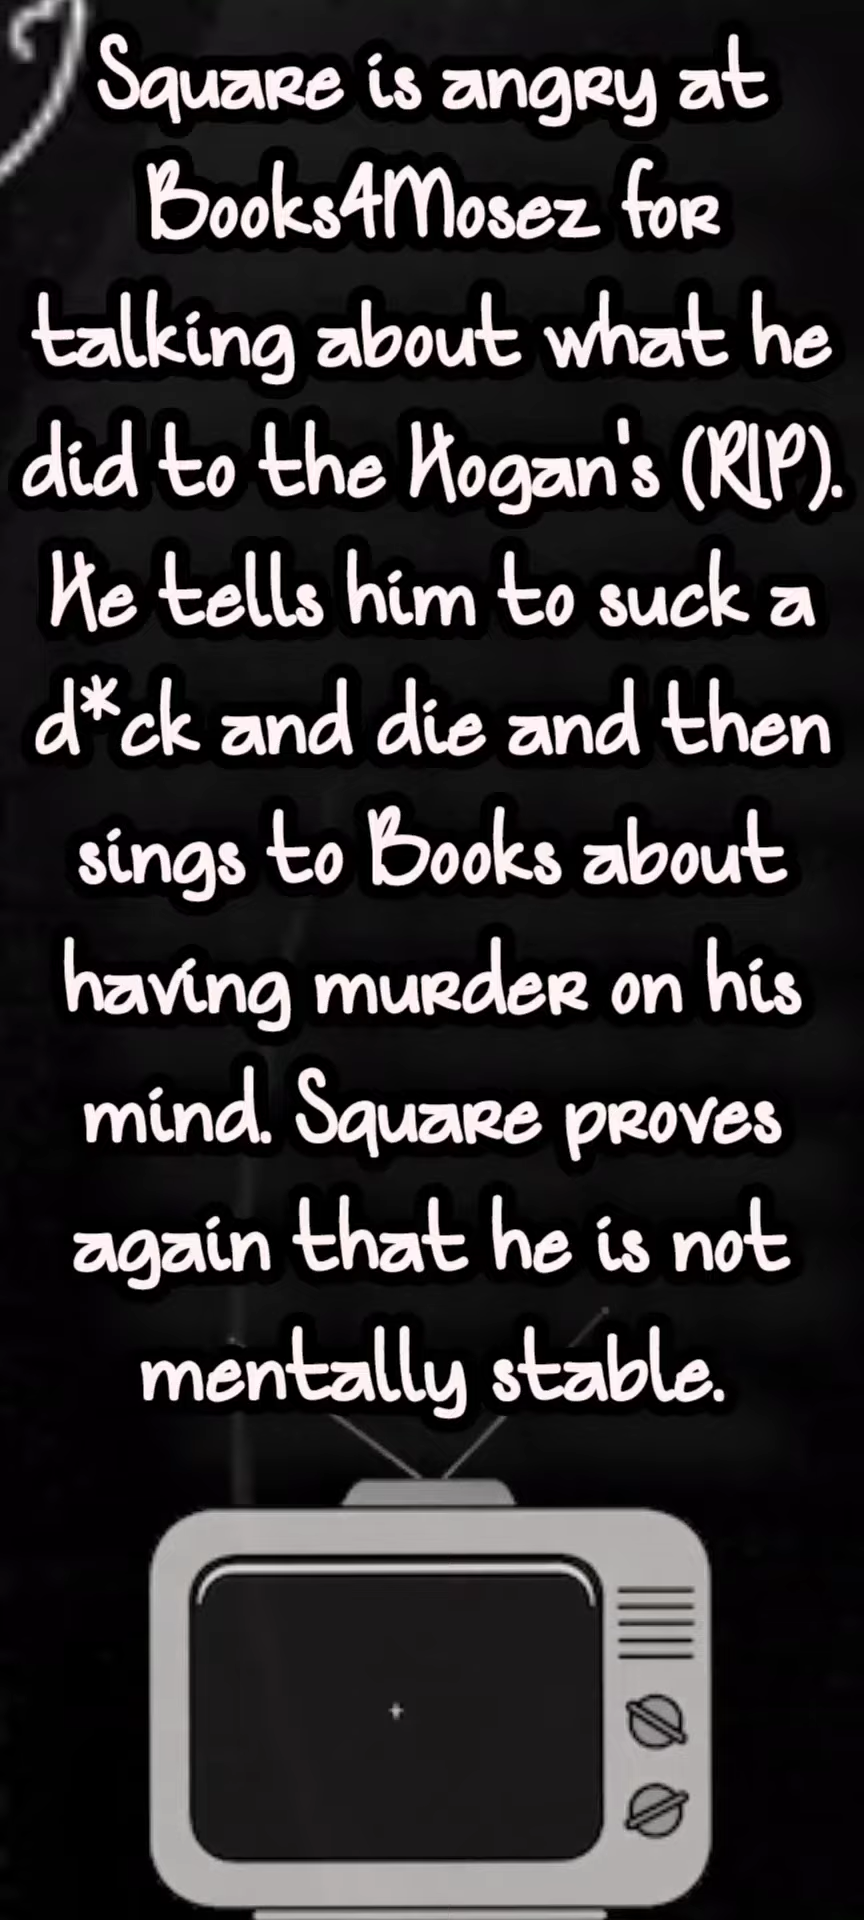 Square is angry at
Books4Mosez for
talking about what he
did to the Hogan's (RIP).
He tells him to suck a
d*ck and die and then
sings to Books about
having murder on his
mind. Square proves
again that he is not
mentally stable.